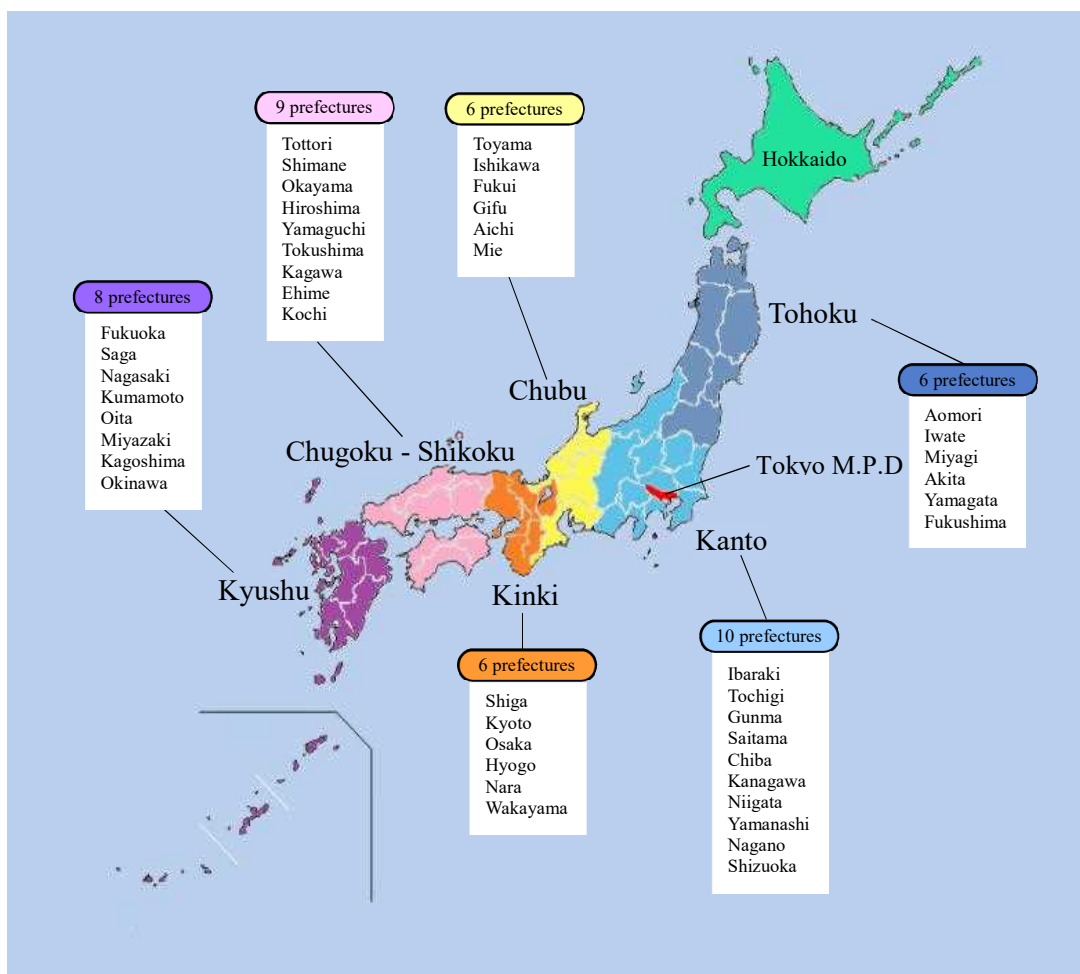 Hokkaido
9 prefectures
Tottori
Shimane
Okayama
Hiroshima
Yamaguchi
Tokushima
Kagawa
Ehime
Kochi
6 prefectures
Toyama
Ishikawa
Fukui
Gifu
Aichi
Mie
8 prefectures
Fukuoka
Saga
Nagasaki
Kumamoto
Oita
Miyazaki
Kagoshima
Okinawa
Tohoku
6 prefectures
Aomori
Iwate
Miyagi
Akita
Yamagata
Fukushima
Chubu
Chugoku - Shikoku
Tokyo M.P.D
Kanto
Kyushu
Kinki
10 prefectures
Ibaraki
Tochigi
Gunma
Saitama
Chiba
Kanagawa
Niigata
Yamanashi
Nagano
Shizuoka
6 prefectures
Shiga
Kyoto
Osaka
Hyogo
Nara
Wakayama